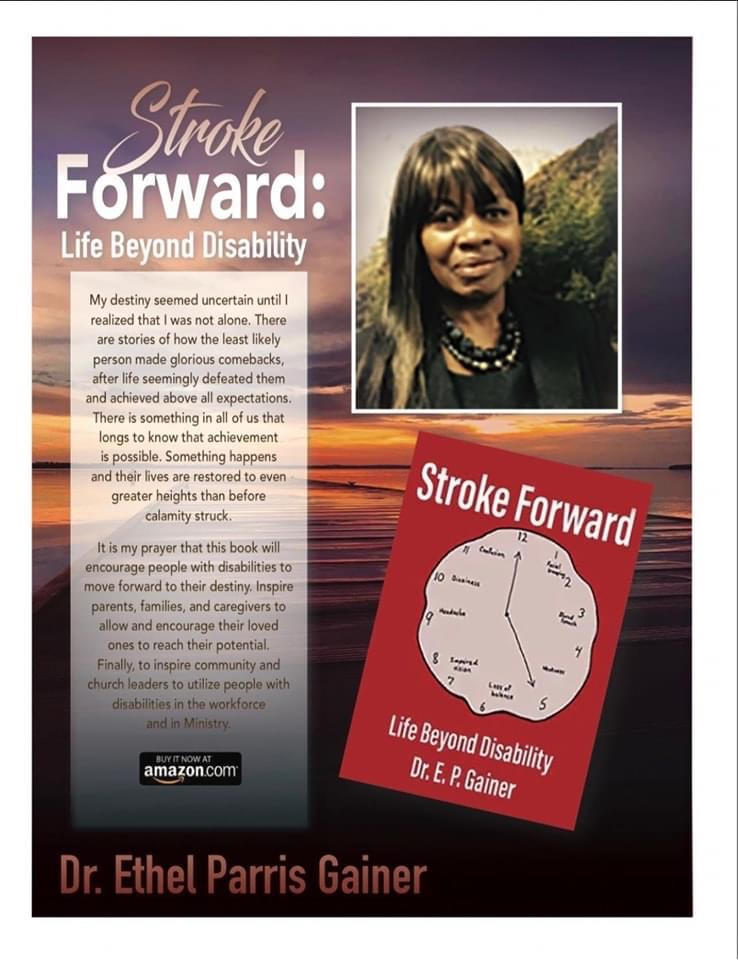 Stroke
Forward:
Life Beyond Disability
My destiny seemed uncertain until I
realized that I was not alone. There
are stories of how the least likely
person made glorious comebacks,
after life seemingly defeated them
and achieved above all expectations.
There is something in all of us that
longs to know that achievement
is possible. Something happens
and their lives are restored to even
greater heights than before
calamity struck.
It is my prayer that this book will
encourage people with disabilities to
move forward to their destiny. Inspire
parents, families, and caregivers to
allow and encourage their loved
ones to reach their potential.
Finally, to inspire community and
church leaders to utilize people with
disabilities in the workforce
and in Ministry.
BUY IT NOW AT
amazon.com
Stroke Forward
12
11 Confusion
1
Facial
2
10 Dizziness
3
9 Headache
4
8 Impaired
vision
7
Weakness
5
Loss of
balance
6
Life Beyond Disability
Dr. E. P. Gainer
Dr. Ethel Parris Gainer